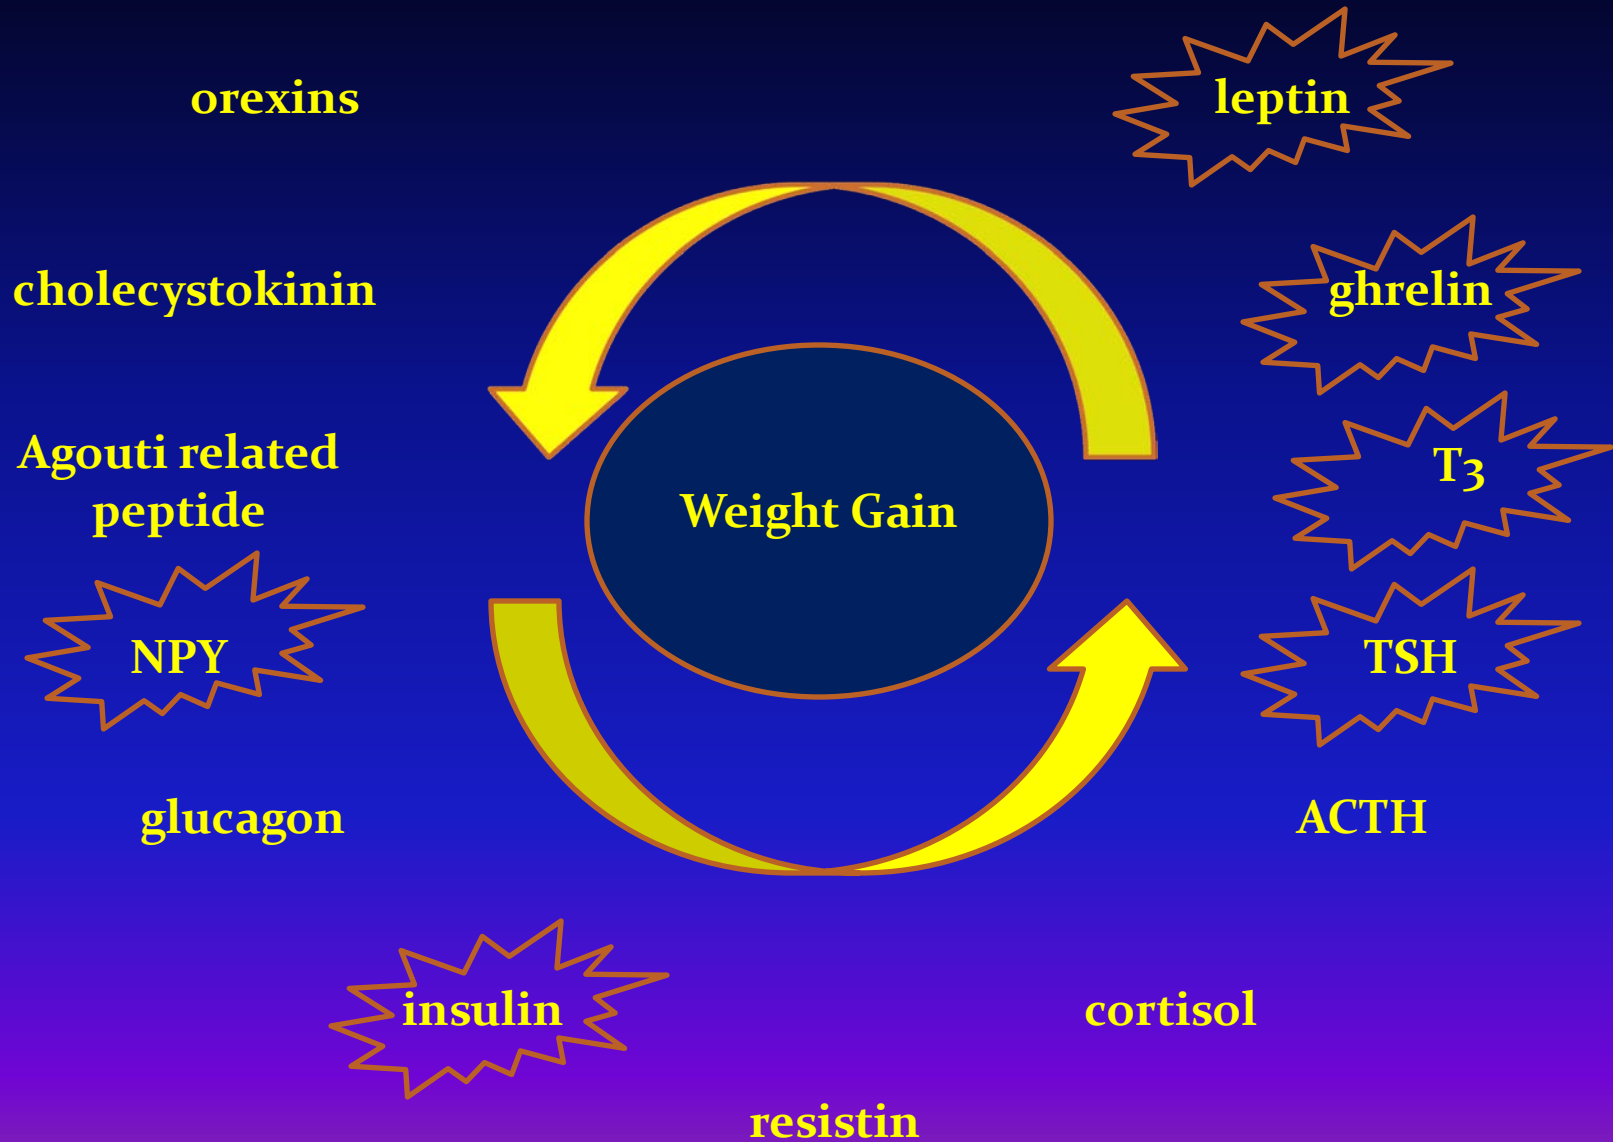 orexins
leptin
cholecystokinin
ghrelin
Agouti related
peptide
T3
Weight Gain
NPY
TSH
glucagon
ACTH
insulin
cortisol
resistin